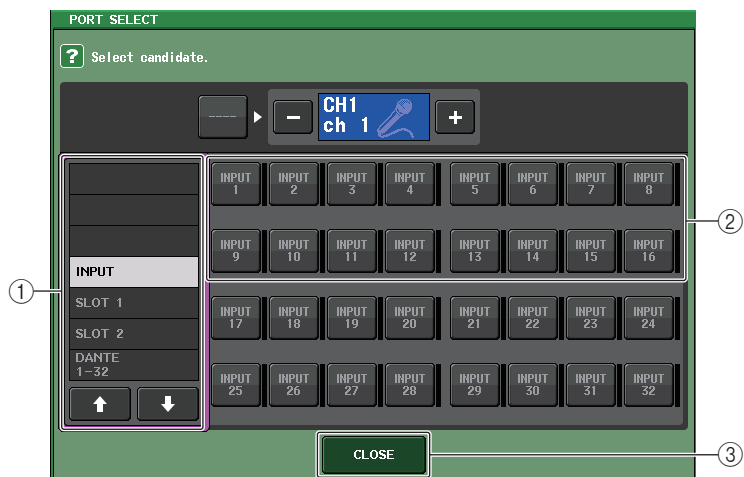 PORT SELECT
? Select candidate.
----
−
CH1
ch 1
+
INPUT
SLOT 1
SLOT 2
DANTE
1-32
INPUT 1 INPUT 2 INPUT 3 INPUT 4 INPUT 5 INPUT 6 INPUT 7 INPUT 8
INPUT 9 INPUT 10 INPUT 11 INPUT 12 INPUT 13 INPUT 14 INPUT 15 INPUT 16
INPUT 17 INPUT 18 INPUT 19 INPUT 20 INPUT 21 INPUT 22 INPUT 23 INPUT 24
INPUT 25 INPUT 26 INPUT 27 INPUT 28 INPUT 29 INPUT 30 INPUT 31 INPUT 32
CLOSE
①
②
③